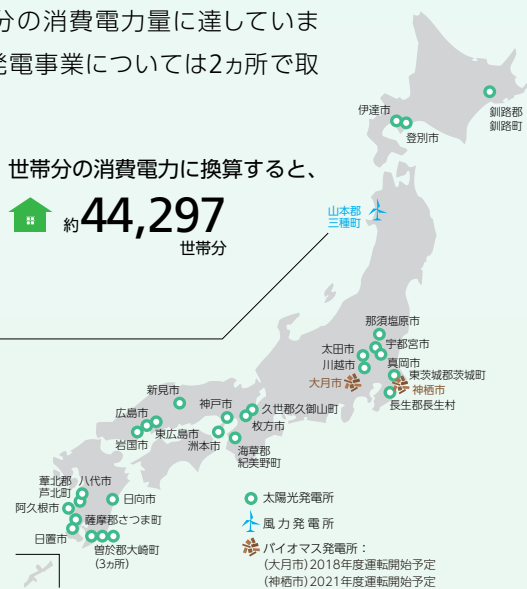 分の消費電力量に達していま
発電事業については2ヵ所で取
世帯分の消費電力に換算すると、
約44,297
世帯分
釧路郡
釧路町
伊達市
登別市
山本郡
三種町
那須塩原市
宇都宮市
太田市
川越市
真岡市
東茨城郡茨城町
大月市
神栖市
長生郡長生村
新見市
神戸市
久世郡久御山町
枚方市
広島市
東広島市
岩国市
洲本市
海草郡
紀美野町
葦北郡
芦北町
八代市
日向市
阿久根市
薩摩郡さつま町
日置市
曽於郡大崎町
(3ヵ所)
太陽光発電所
風力発電所
バイオマス発電所：
(大月市)2018年度運転開始予定
(神栖市)2021年度運転開始予定